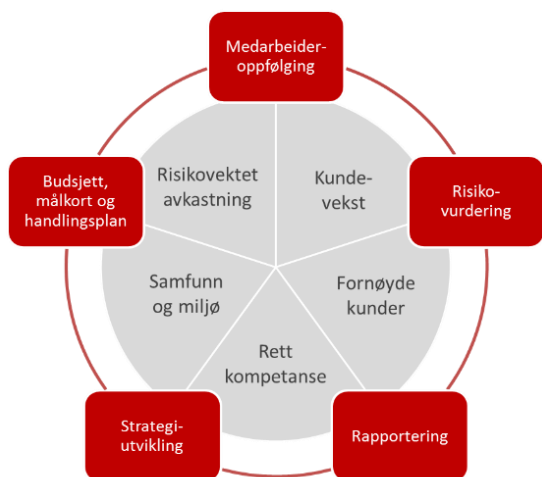 Medarbeider-
oppfølging
Risikovektet
avkastning
Kunde-
vekst
Budsjett,
målkort og
handlingsplan
Risiko-
vurdering
Samfunn
og miljø
Fornøyde
kunder
Rett
kompetanse
Strategi-
utvikling
Rapportering